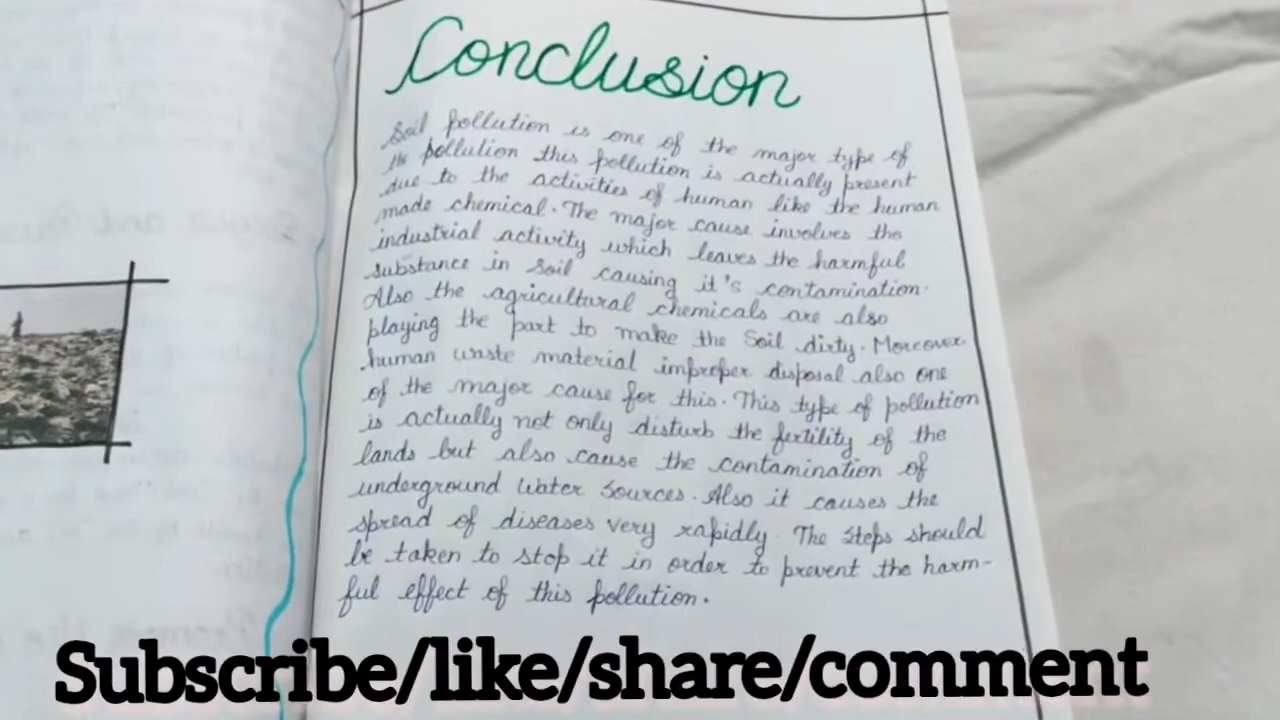 Conclusion
Soil pollution is one of the major type of
the pollution this pollution is actually present
due to the activities of human like the human
made chemical. The major cause involves the
industrial activity which leaves the harmful
substance in Soil causing it's contamination.
Also the agricultural chemicals are also
playing the part to make the Soil dirty. Moreover
human waste material improper disposal also one
of the major cause for this. This type of pollution
is actually not only disturb the fertility of the
lands but also cause the contamination of
underground Water Sources. Also it causes the
spread of diseases very rapidly. The Steps should
be taken to stop it in order to prevent the harm-
ful effect of this pollution.
Subscribe/like/share/comment